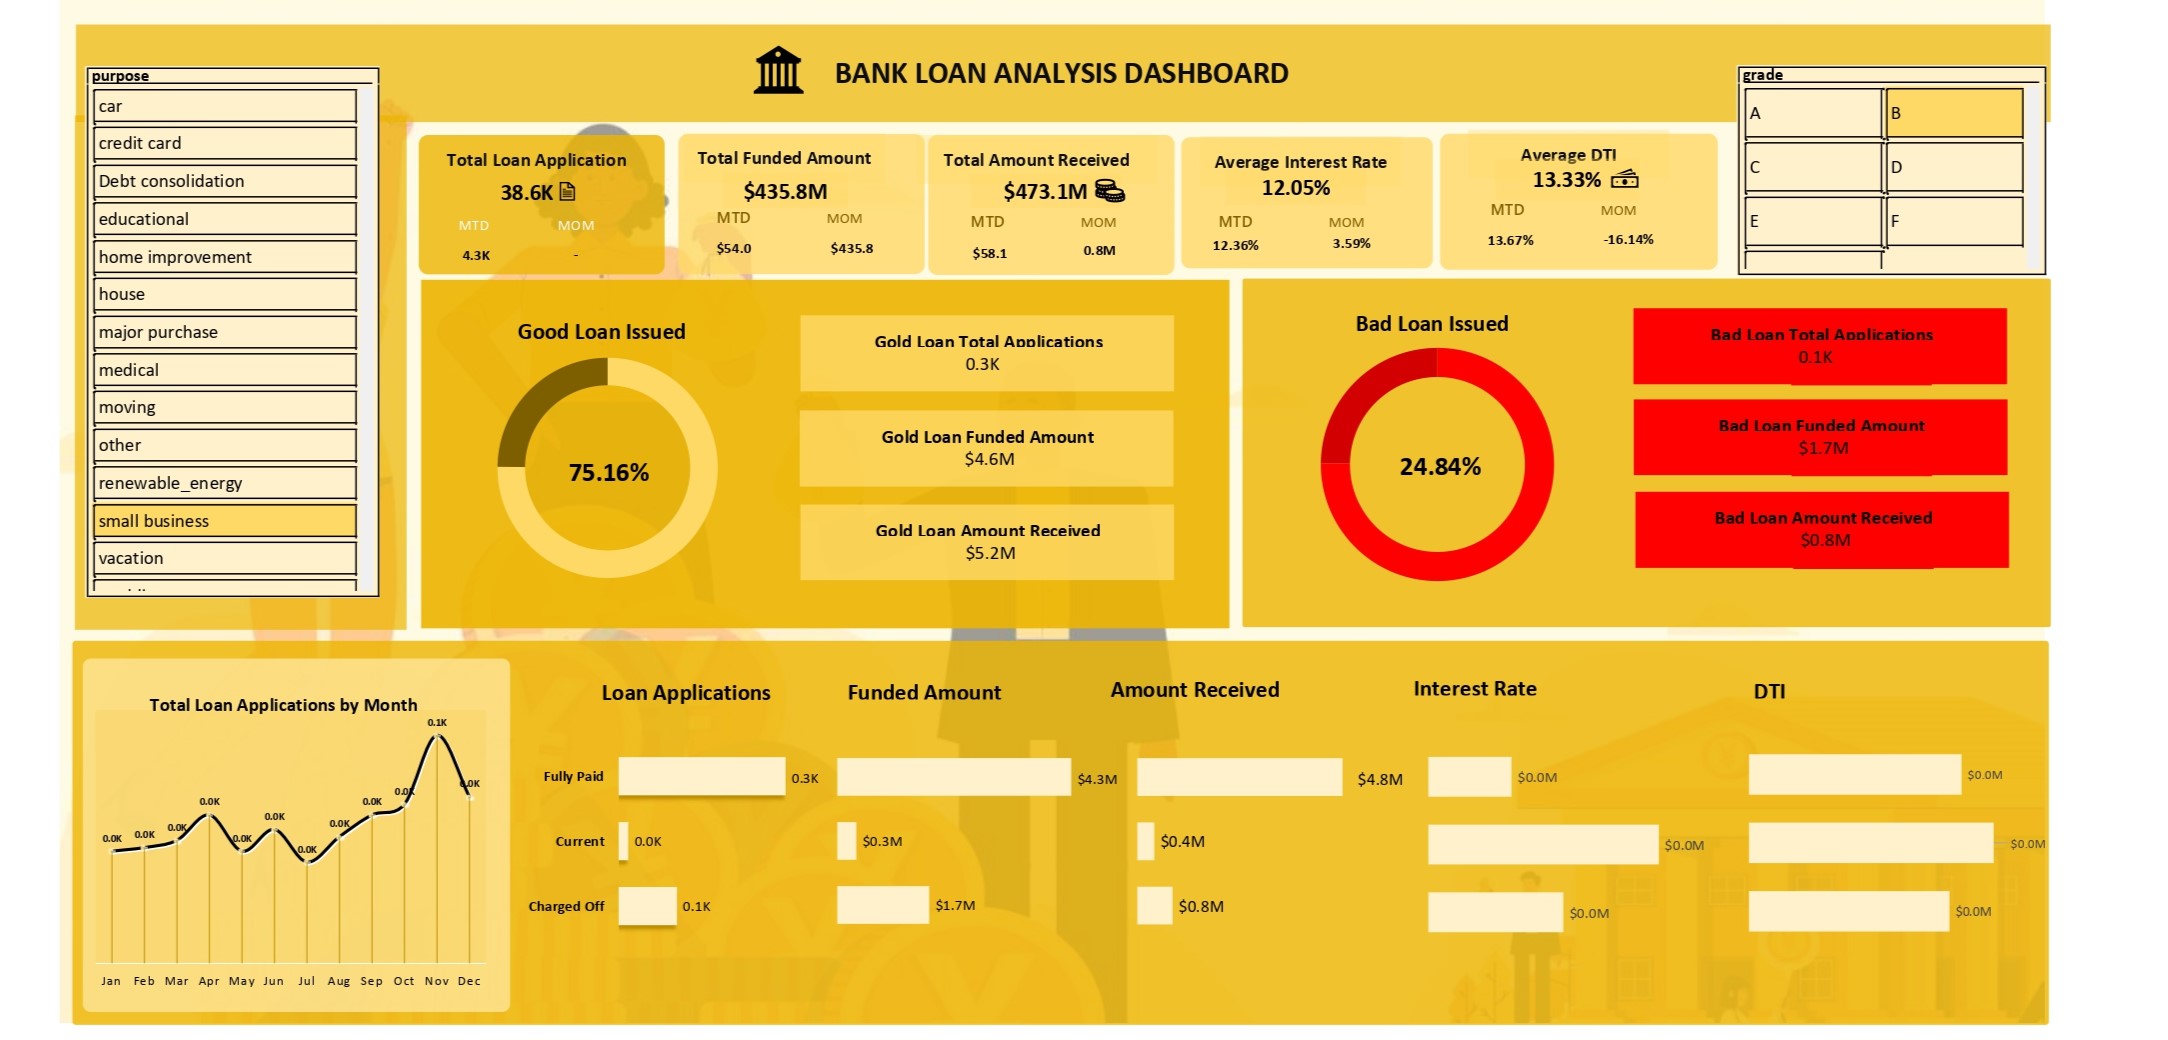 BANK LOAN ANALYSIS DASHBOARD
purpose
car
credit card
Debt consolidation
educational
home improvement
house
major purchase
medical
moving
other
renewable_energy
small business
vacation
grade
A
B
C
D
E
F
Total Loan Application
38.6K
MTD MOM
4.3K -
Total Funded Amount
$435.8M
MTD MOM
$54.0 $435.8
Total Amount Received
$473.1M
MTD MOM
$58.1 0.8M
Average Interest Rate
12.05%
MTD MOM
12.36% 3.59%
Average DTI
13.33%
MTD MOM
13.67% -16.14%
Good Loan Issued
75.16%
Gold Loan Total Applications
0.3K
Gold Loan Funded Amount
$4.6M
Gold Loan Amount Received
$5.2M
Bad Loan Issued
24.84%
Bad Loan Total Applications
0.1K
Bad Loan Funded Amount
$1.7M
Bad Loan Amount Received
$0.8M
Total Loan Applications by Month
0.0K 0.0K 0.0K 0.0K 0.0K 0.0K 0.0K 0.0K 0.0K 0.0K 0.1K 0.0K
Jan Feb Mar Apr May Jun Jul Aug Sep Oct Nov Dec
Loan Applications Funded Amount Amount Received Interest Rate DTI
Fully Paid 0.3K $4.3M $4.8M $0.0M $0.0M
Current 0.0K $0.3M $0.4M $0.0M $0.0M
Charged Off 0.1K $1.7M $0.8M $0.0M $0.0M